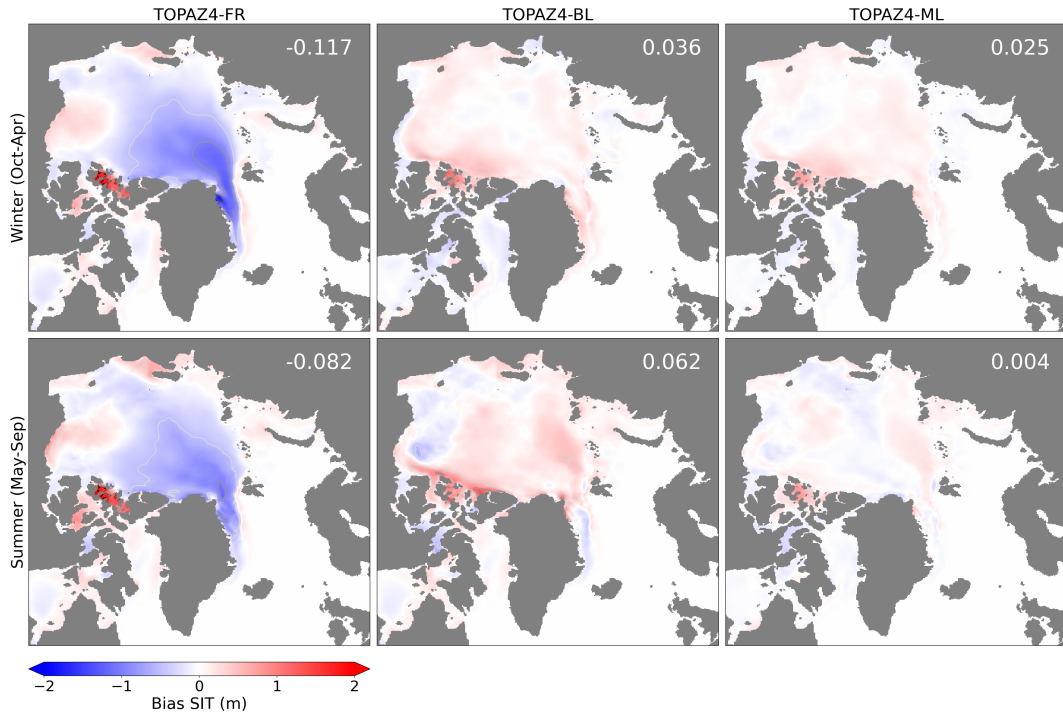 TOPAZ4-FR TOPAZ4-BL TOPAZ4-ML
Winter (Oct-Apr)
-0.117 0.036 0.025
Summer (May-Sep)
-0.082 0.062 0.004
−2 −1 0 1 2
Bias SIT (m)